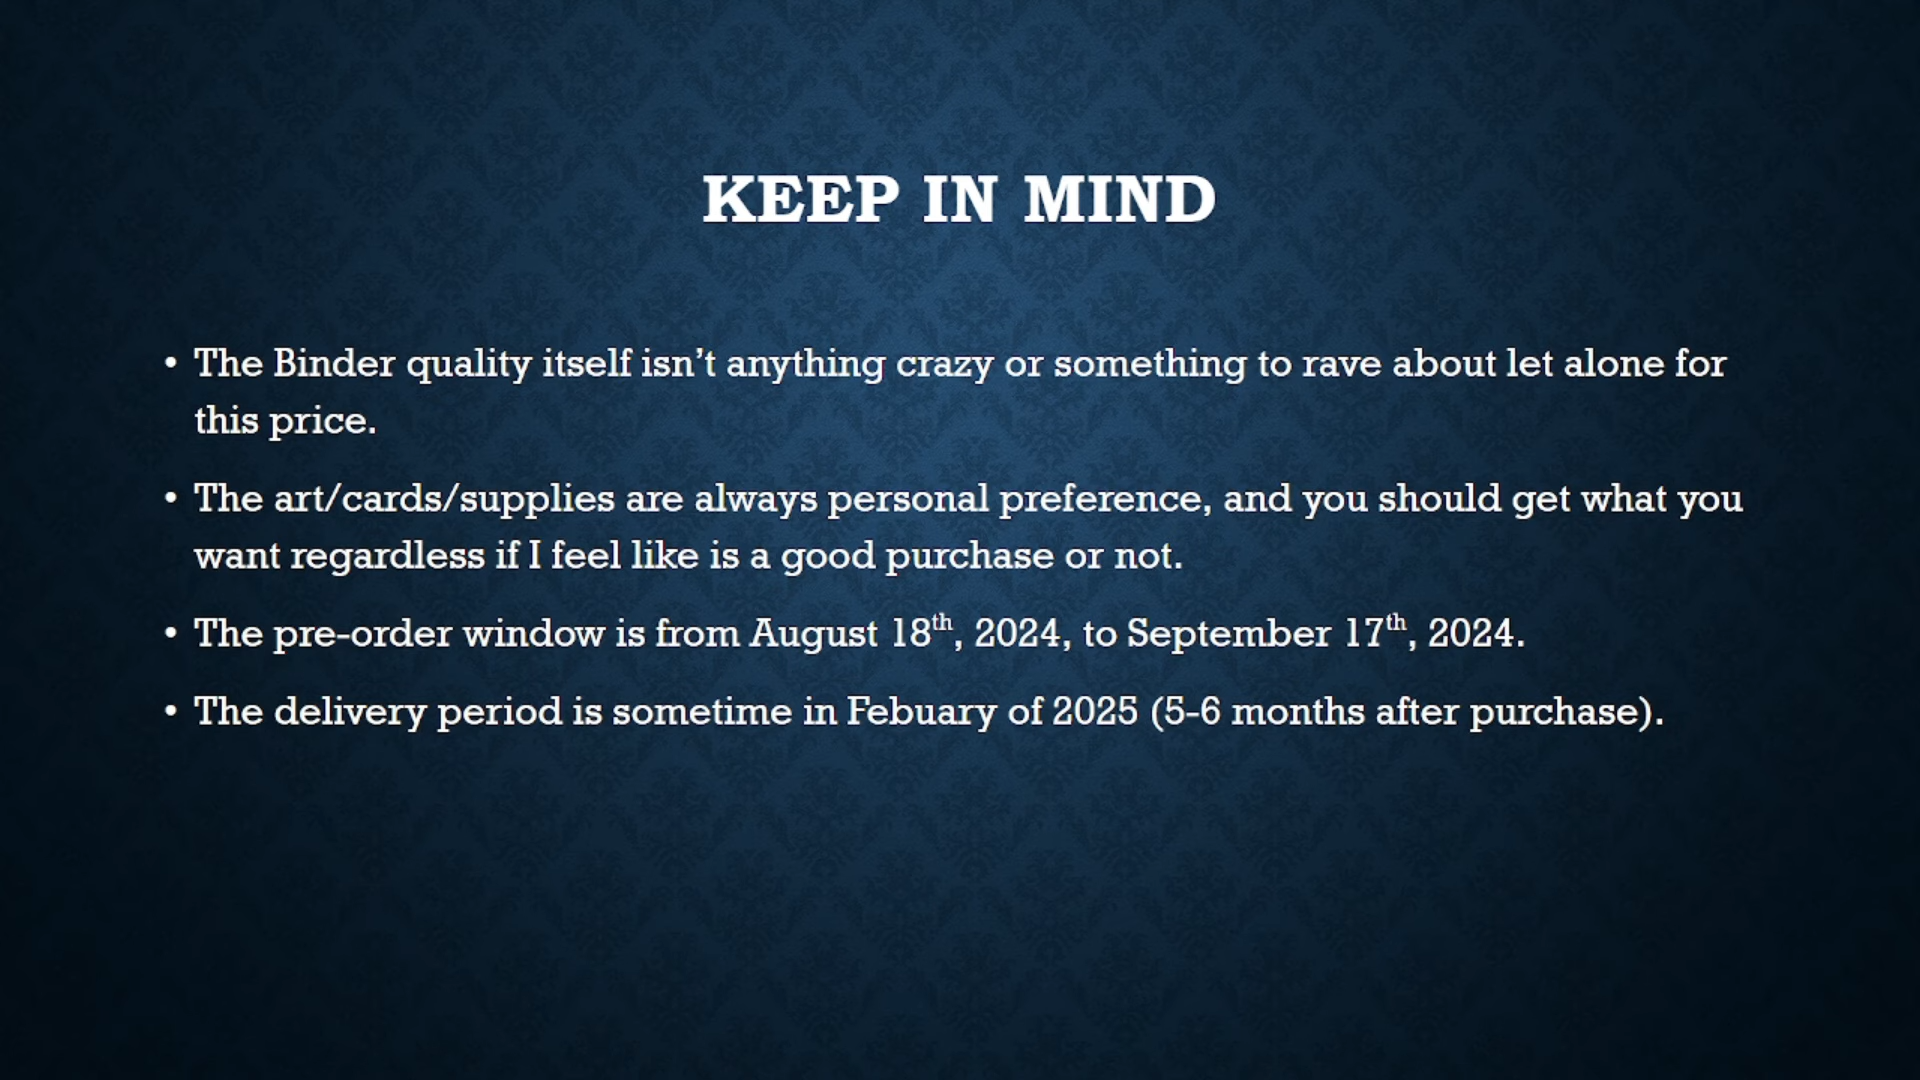 KEEP IN MIND
• The Binder quality itself isn't anything crazy or something to rave about let alone for
this price.
• The art/cards/supplies are always personal preference, and you should get what you
want regardless if I feel like is a good purchase or not.
• The pre-order window is from August 18th, 2024, to September 17th, 2024.
• The delivery period is sometime in Febuary of 2025 (5-6 months after purchase).